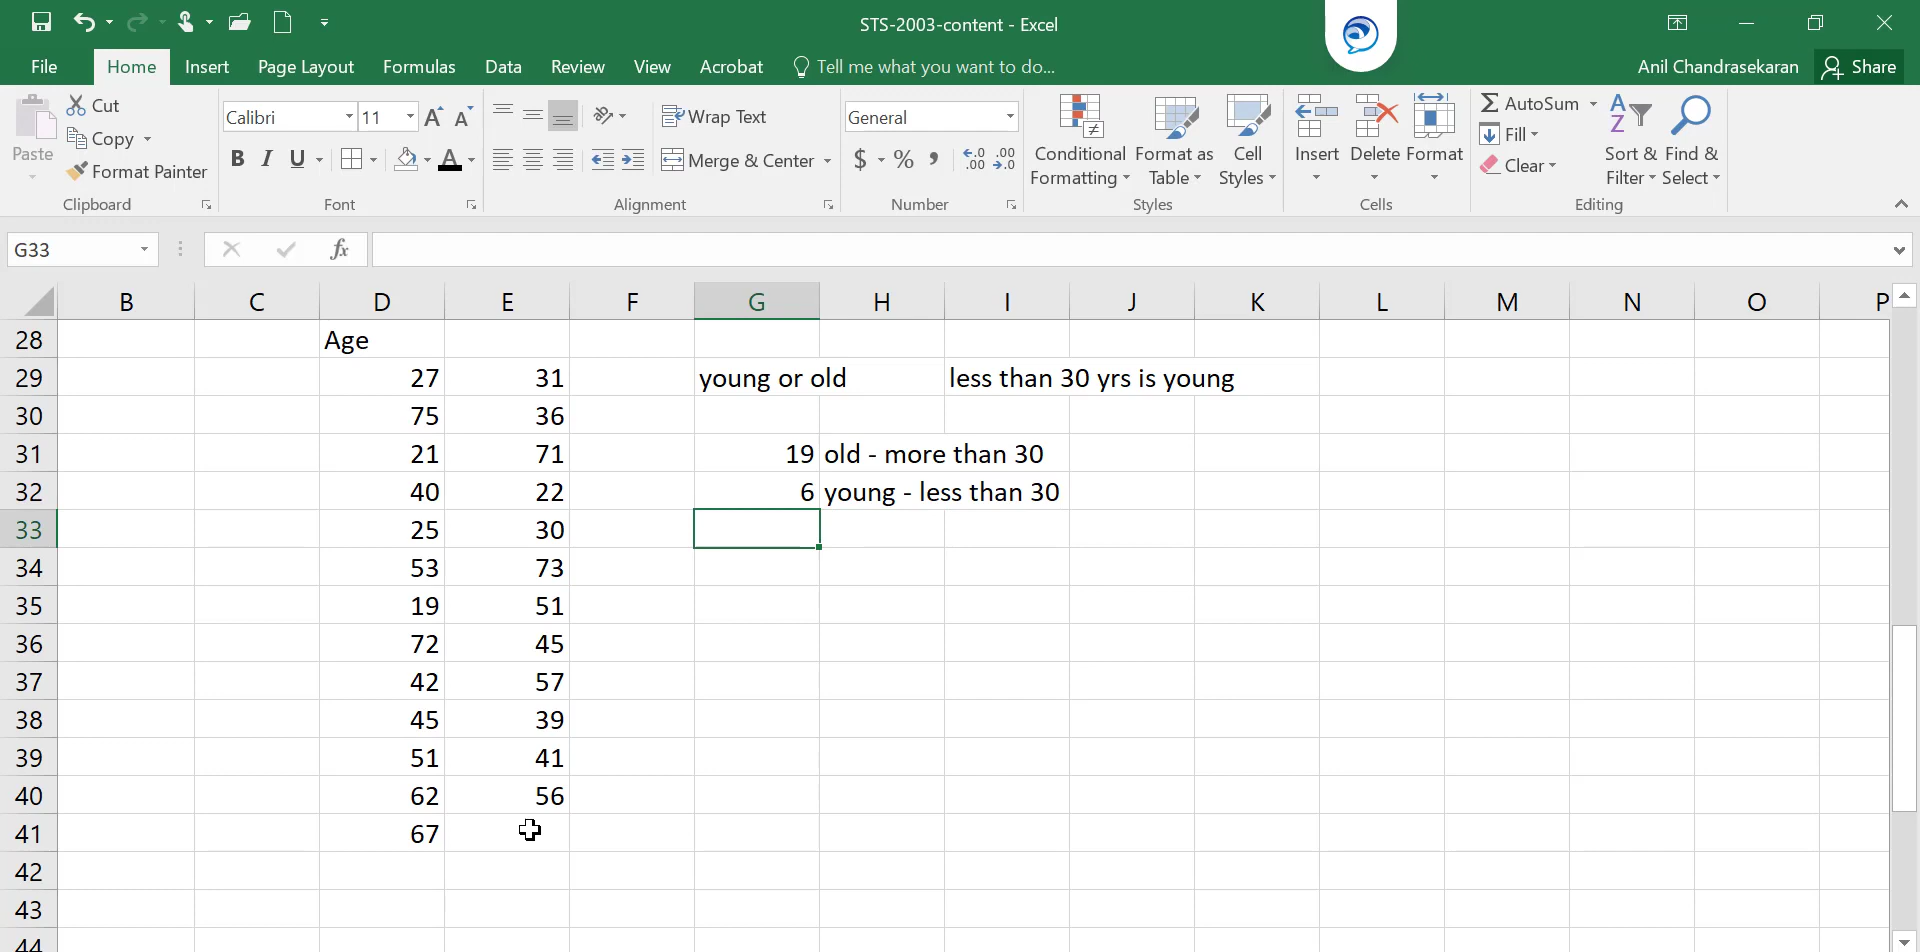 STS-2003-content - Excel
File Home Insert Page Layout Formulas Data Review View Acrobat Tell me what you want to do... Anil Chandrasekaran Share
Paste
Cut
Copy
Format Painter
Clipboard
Calibri 11
B I U A
Font
Wrap Text
Merge & Center
Alignment
General
$ % , .00 .00
Number
Conditional Formatting
Format as Table
Cell Styles
Styles
Insert Delete Format
Cells
AutoSum
Fill
Clear
Sort & Filter
Find & Select
Editing
G33 fx
B C D E F G H I J K L M N O P
28 Age
29 27 31 young or old less than 30 yrs is young
30 75 36
31 21 71 19 old - more than 30
32 40 22 6 young - less than 30
33 25 30
34 53 73
35 19 51
36 72 45
37 42 57
38 45 39
39 51 41
40 62 56
41 67
42
43
44